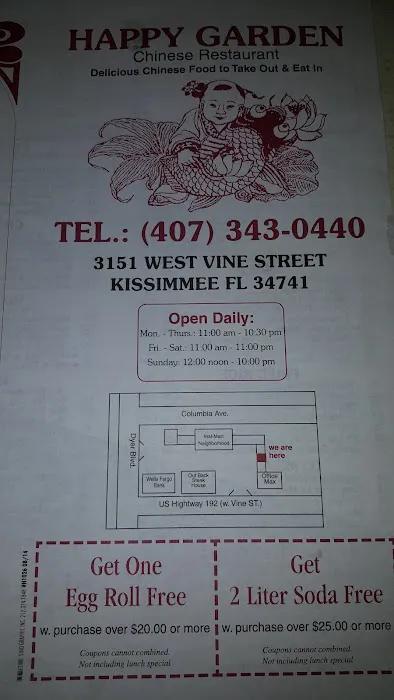 HAPPY GARDEN
Chinese Restaurant
Delicious Chinese Food to Take Out & Eat In
TEL.: (407) 343-0440
3151 WEST VINE STREET
KISSIMMEE FL 34741
Open Daily:
Mon. - Thurs.: 11:00 am - 10:30 pm
Fri. - Sat.: 11:00 am - 11:00 pm
Sunday: 12:00 noon - 10:00 pm
Columbia Ave.
Dyer Blvd.
Wal-Mart
Neighborhood
we are
here
Wells Fargo
Bank
Out Back
Steak
House
Office
Max
US Hightway 192 (w. Vine ST.)
Get One
Egg Roll Free
w. purchase over $20.00 or more
Coupons cannot combined.
Not including lunch special
Get
2 Liter Soda Free
w. purchase over $25.00 or more
Coupons cannot combined.
Not including lunch special